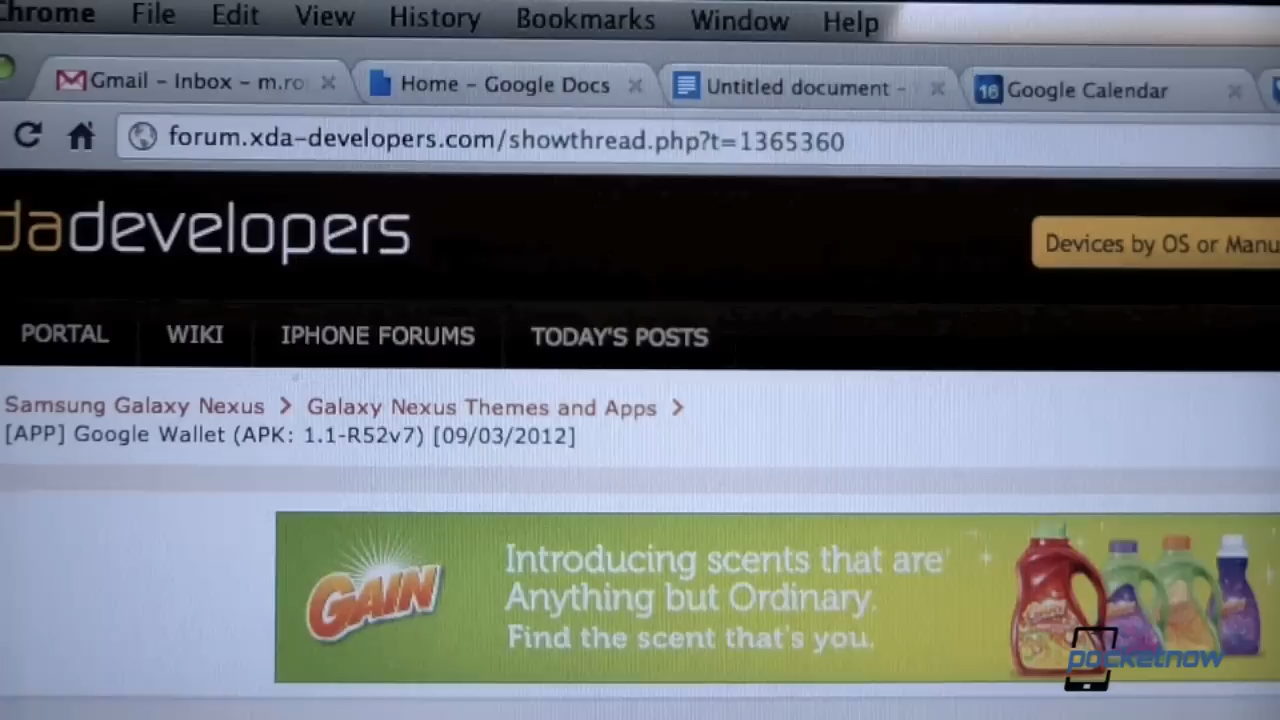 Chrome File Edit View History Bookmarks Window Help
Gmail - Inbox - m.ro Home - Google Docs Untitled document - 16 Google Calendar
forum.xda-developers.com/showthread.php?t=1365360
dadevelopers
Devices by OS or Manu
PORTAL WIKI IPHONE FORUMS TODAY'S POSTS
Samsung Galaxy Nexus > Galaxy Nexus Themes and Apps >
[APP] Google Wallet (APK: 1.1-R52v7) [09/03/2012]
GAIN
Introducing scents that are
Anything but Ordinary.
Find the scent that's you.
pocketnow